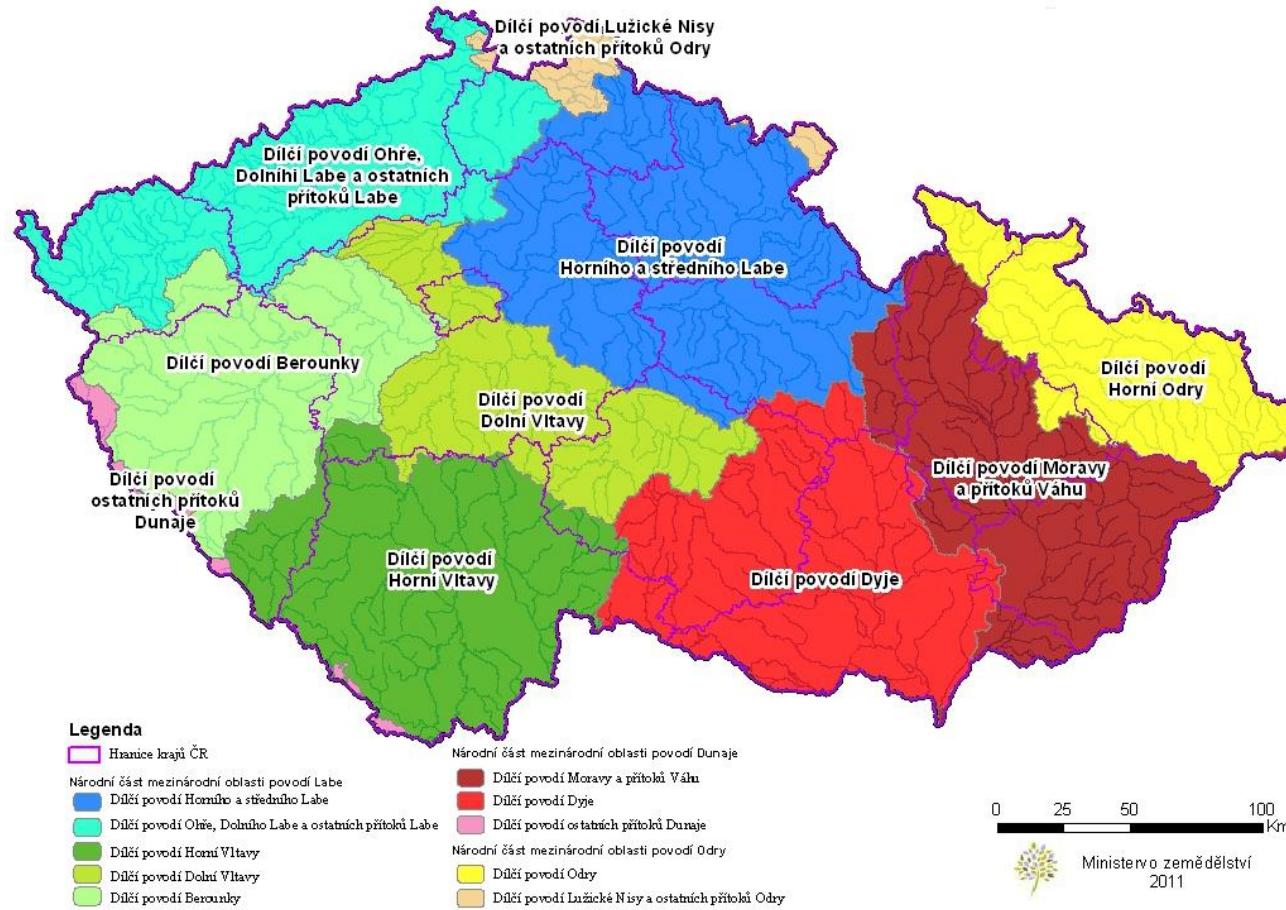 Dílčí povodí Lužické Nisy
a ostatních přítoků Odry
Dílčí povodí Ohře,
Dolníhi Labe a ostatních
přítoků Labe
Dílčí povodí
Horního a středního Labe
Dílčí povodí Berounky
Dílčí povodí
Horní Odry
Dílčí povodí
Dolní Vltavy
Dílčí povodí Moravy
a přítoků Váhu
Dílčí povodí
ostatních přítoků
Dunaje
Dílčí povodí
Horní Vltavy
Dílčí povodí Dyje
Legenda
Hranice krajů ČR
Národní část mezinárodní oblasti povodí Labe
Dílčí povodí Horního a středního Labe
Dílčí povodí Ohře, Dolního Labe a ostatních přítoků Labe
Dílčí povodí Horní Vltavy
Dílčí povodí Dolní Vltavy
Dílčí povodí Berounky
Národní část mezinárodní oblasti povodí Dunaje
Dílčí povodí Moravy a přítoků Váhu
Dílčí povodí Dyje
Dílčí povodí ostatních přítoků Dunaje
Národní část mezinárodní oblasti povodí Odry
Dílčí povodí Odry
Dílčí povodí Lužické Nisy a ostatních přítoků Odry
0 25 50 100
Km
Ministervo zemědělství
2011